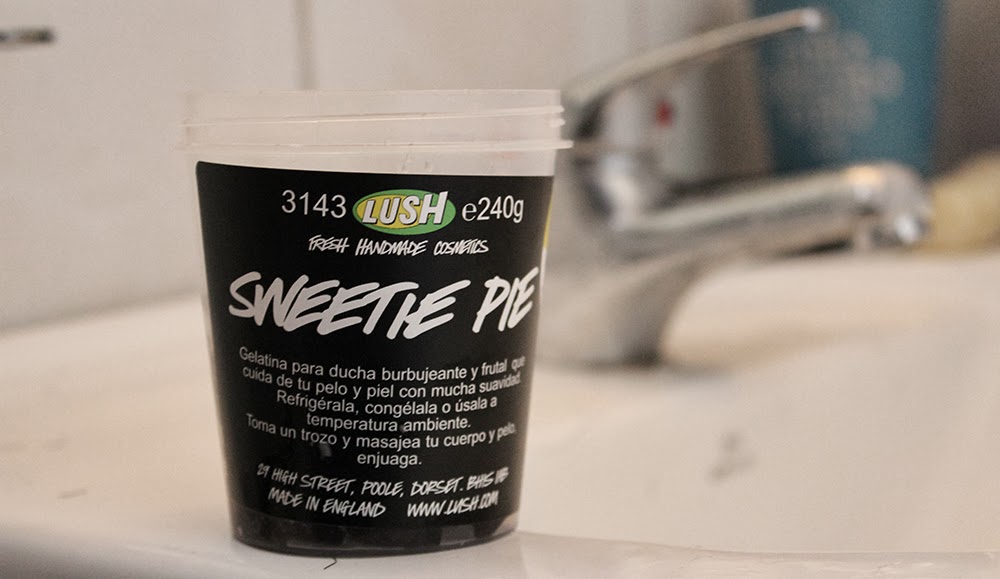 3143 LUSH e240g
FRESH HANDMADE COSMETICS
SWEETIE PIE
Gelatina para ducha burbujeante y frutal que
cuida de tu pelo y piel con mucha suavidad.
Refrigérala, congélala o úsala a
temperatura ambiente.
Toma un trozo y masajea tu cuerpo y pelo,
enjuaga.
29 HIGH STREET, POOLE, DORSET. BH15 1AB
MADE IN ENGLAND WWW.LUSH.COM